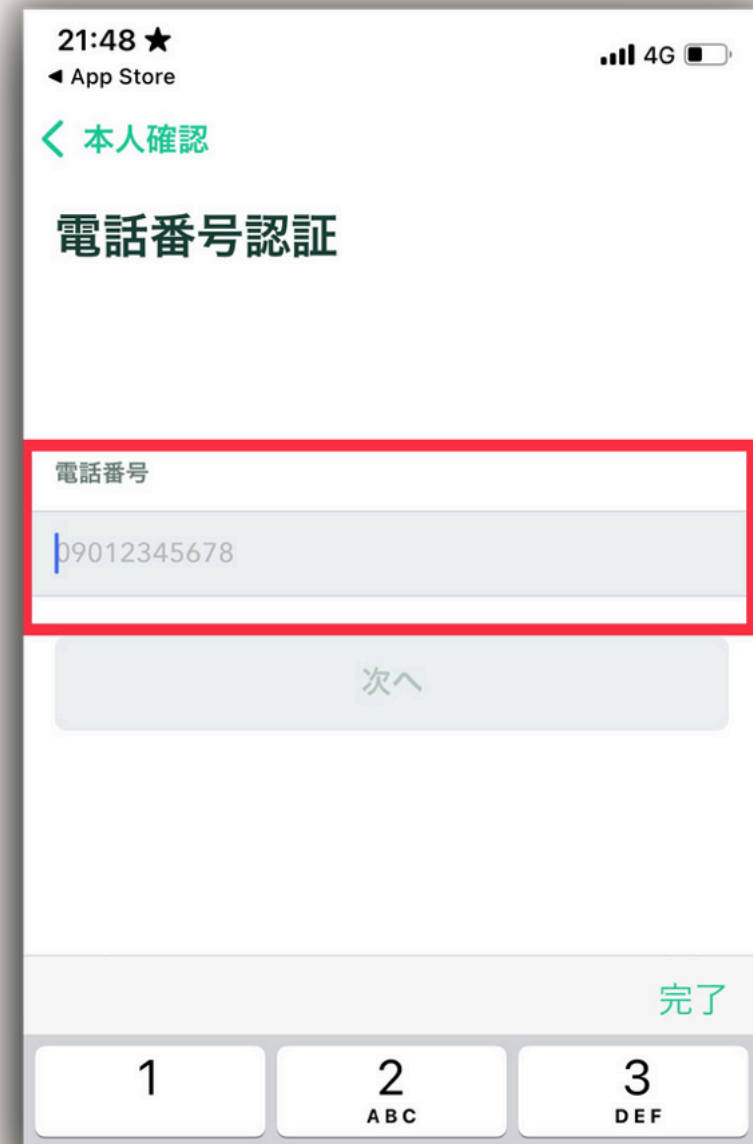 21:48 ★
4G
◀ App Store
本人確認
電話番号認証
電話番号
09012345678
次へ
完了
1
2
3
ABC
DEF